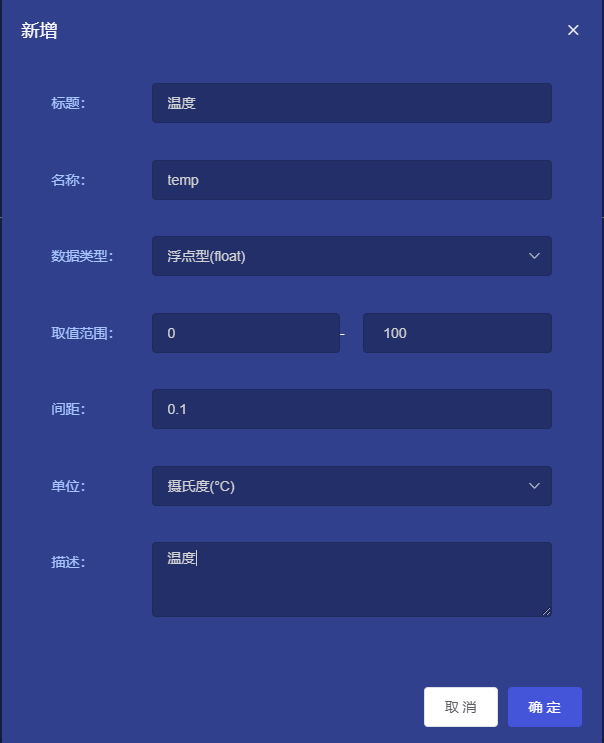 新增
标题：
温度
名称：
temp
数据类型：
浮点型(float)
取值范围：
0 - 100
间距：
0.1
单位：
摄氏度(°C)
描述：
温度
取 消 确 定